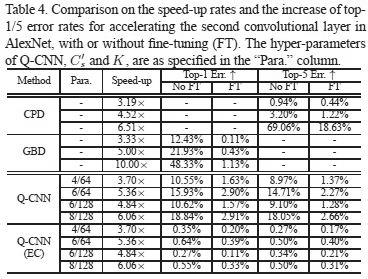 Table 4. Comparison on the speed-up rates and the increase of top-
1/5 error rates for accelerating the second convolutional layer in
AlexNet, with or without fine-tuning (FT). The hyper-parameters
of Q-CNN, C′s and K, are as specified in the “Para.” column.
Method Para. Speed-up Top-1 Err. ↑ Top-5 Err. ↑
No FT FT No FT FT
CPD - 3.19× - - 0.94% 0.44%
- 4.52× - - 3.20% 1.22%
- 6.51× - - 69.06% 18.63%
GBD - 3.33× 12.43% 0.11% - -
- 5.00× 21.93% 0.43% - -
- 10.00× 48.33% 1.13% - -
Q-CNN 4/64 3.70× 10.55% 1.63% 8.97% 1.37%
6/64 5.36× 15.93% 2.90% 14.71% 2.27%
6/128 4.84× 10.62% 1.57% 9.10% 1.28%
8/128 6.06× 18.84% 2.91% 18.05% 2.66%
Q-CNN (EC) 4/64 3.70× 0.35% 0.20% 0.27% 0.17%
6/64 5.36× 0.64% 0.39% 0.50% 0.40%
6/128 4.84× 0.27% 0.11% 0.34% 0.21%
8/128 6.06× 0.55% 0.33% 0.50% 0.31%